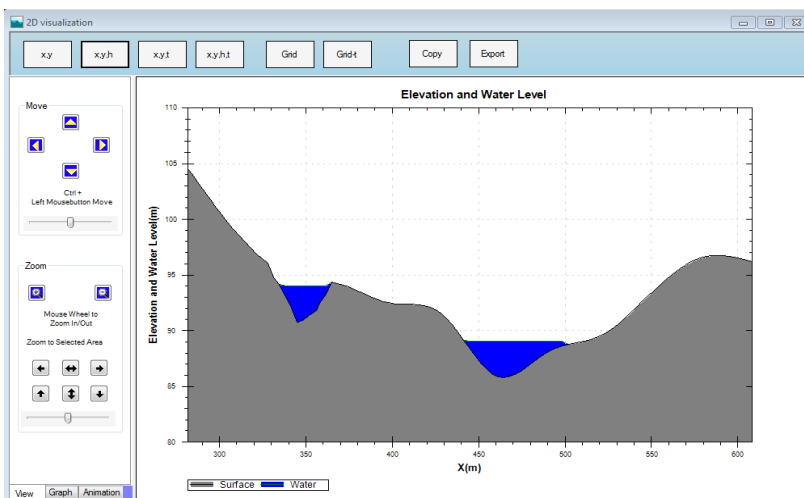 2D visualization
x,y
x,y,h
x,y,t
x,y,h,t
Grid
Grid-t
Copy
Export
Move
Ctrl +
Left Mousebutton Move
Zoom
Mouse Wheel to
Zoom In/Out
Zoom to Selected Area
View
Graph
Animation
Elevation and Water Level
Elevation and Water Level(m)
110
105
100
95
90
85
80
300
350
400
450
500
550
600
X(m)
Surface
Water